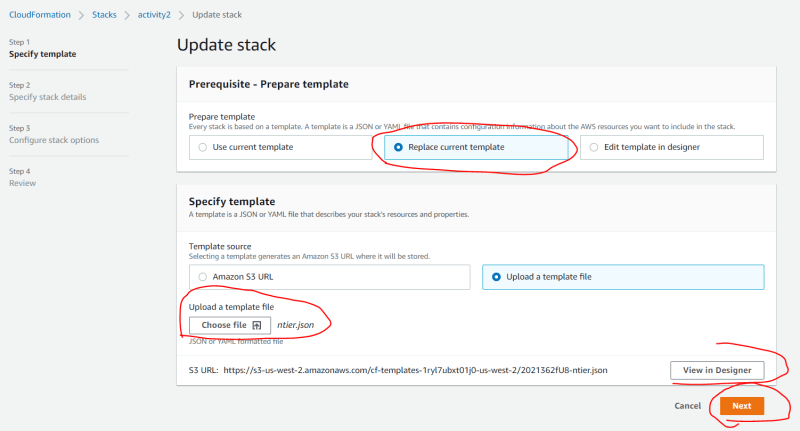 CloudFormation > Stacks > activity2 > Update stack
Step 1
Specify template
Step 2
Specify stack details
Step 3
Configure stack options
Step 4
Review
Update stack
Prerequisite - Prepare template
Prepare template
Every stack is based on a template. A template is a JSON or YAML file that contains configuration information about the AWS resources you want to include in the stack.
Use current template
Replace current template
Edit template in designer
Specify template
A template is a JSON or YAML file that describes your stack's resources and properties.
Template source
Selecting a template generates an Amazon S3 URL where it will be stored.
Amazon S3 URL
Upload a template file
Upload a template file
Choose file ntier.json
JSON or YAML formatted file
S3 URL: https://s3-us-west-2.amazonaws.com/cf-templates-1ryl7ubxt01j0-us-west-2/2021362fU8-ntier.json
View in Designer
Cancel
Next